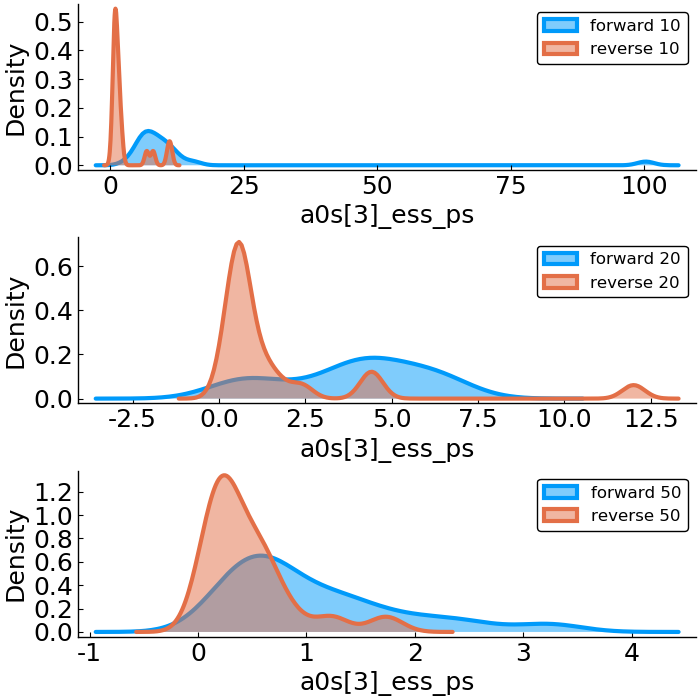 Density
0.5
0.4
0.3
0.2
0.1
0.0
forward 10
reverse 10
0 25 50 75 100
a0s[3]_ess_ps
Density
0.6
0.4
0.2
0.0
forward 20
reverse 20
-2.5 0.0 2.5 5.0 7.5 10.0 12.5
a0s[3]_ess_ps
Density
1.2
1.0
0.8
0.6
0.4
0.2
0.0
forward 50
reverse 50
-1 0 1 2 3 4
a0s[3]_ess_ps